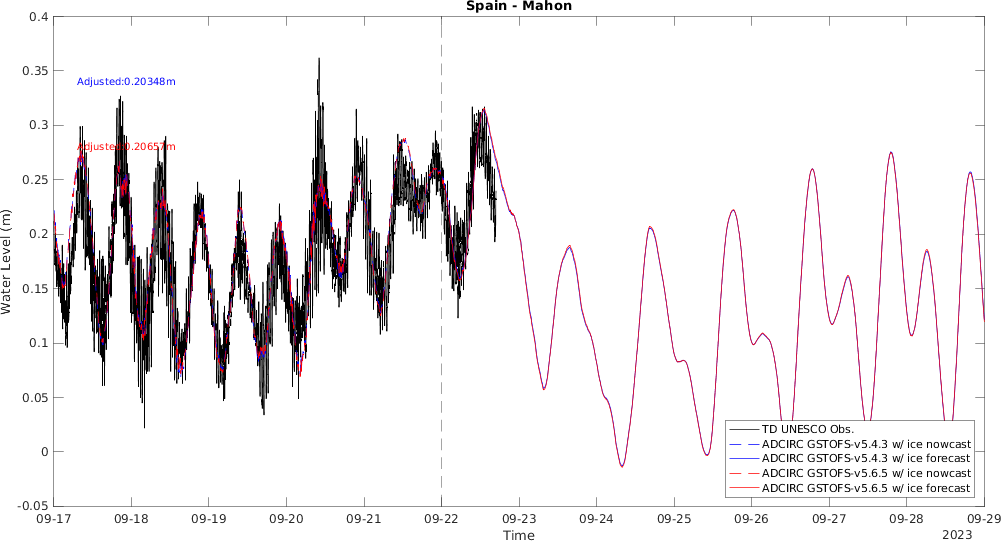 Spain - Mahon
0.4
0.35
0.3
0.25
0.2
0.15
0.1
0.05
0
-0.05
Water Level (m)
Adjusted:0.20348m
Adjusted:0.20657m
TD UNESCO Obs.
ADCIRC GSTOFS-v5.4.3 w/ ice nowcast
ADCIRC GSTOFS-v5.4.3 w/ ice forecast
ADCIRC GSTOFS-v5.6.5 w/ ice nowcast
ADCIRC GSTOFS-v5.6.5 w/ ice forecast
09-17 09-18 09-19 09-20 09-21 09-22 09-23 09-24 09-25 09-26 09-27 09-28 09-29
Time
2023